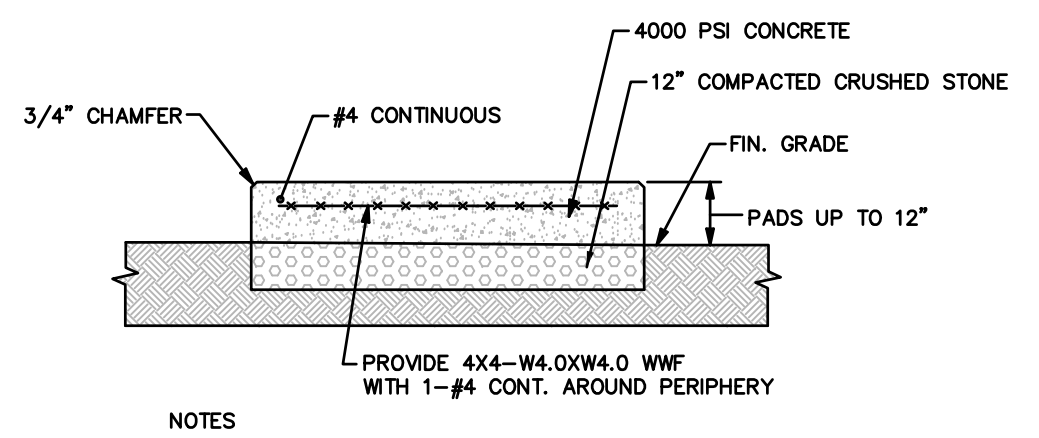 4000 PSI CONCRETE
12" COMPACTED CRUSHED STONE
3/4" CHAMFER
#4 CONTINUOUS
FIN. GRADE
PADS UP TO 12"
PROVIDE 4X4-W4.0XW4.0 WWF
WITH 1-#4 CONT. AROUND PERIPHERY
NOTES